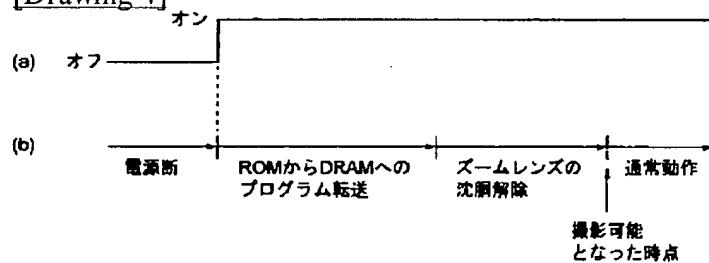 [Drawing 4]
オン
(a) オフ
(b)
電源断
ROMからDRAMへの
プログラム転送
ズームレンズの
沈胴解除
通常動作
撮影可能
となった時点